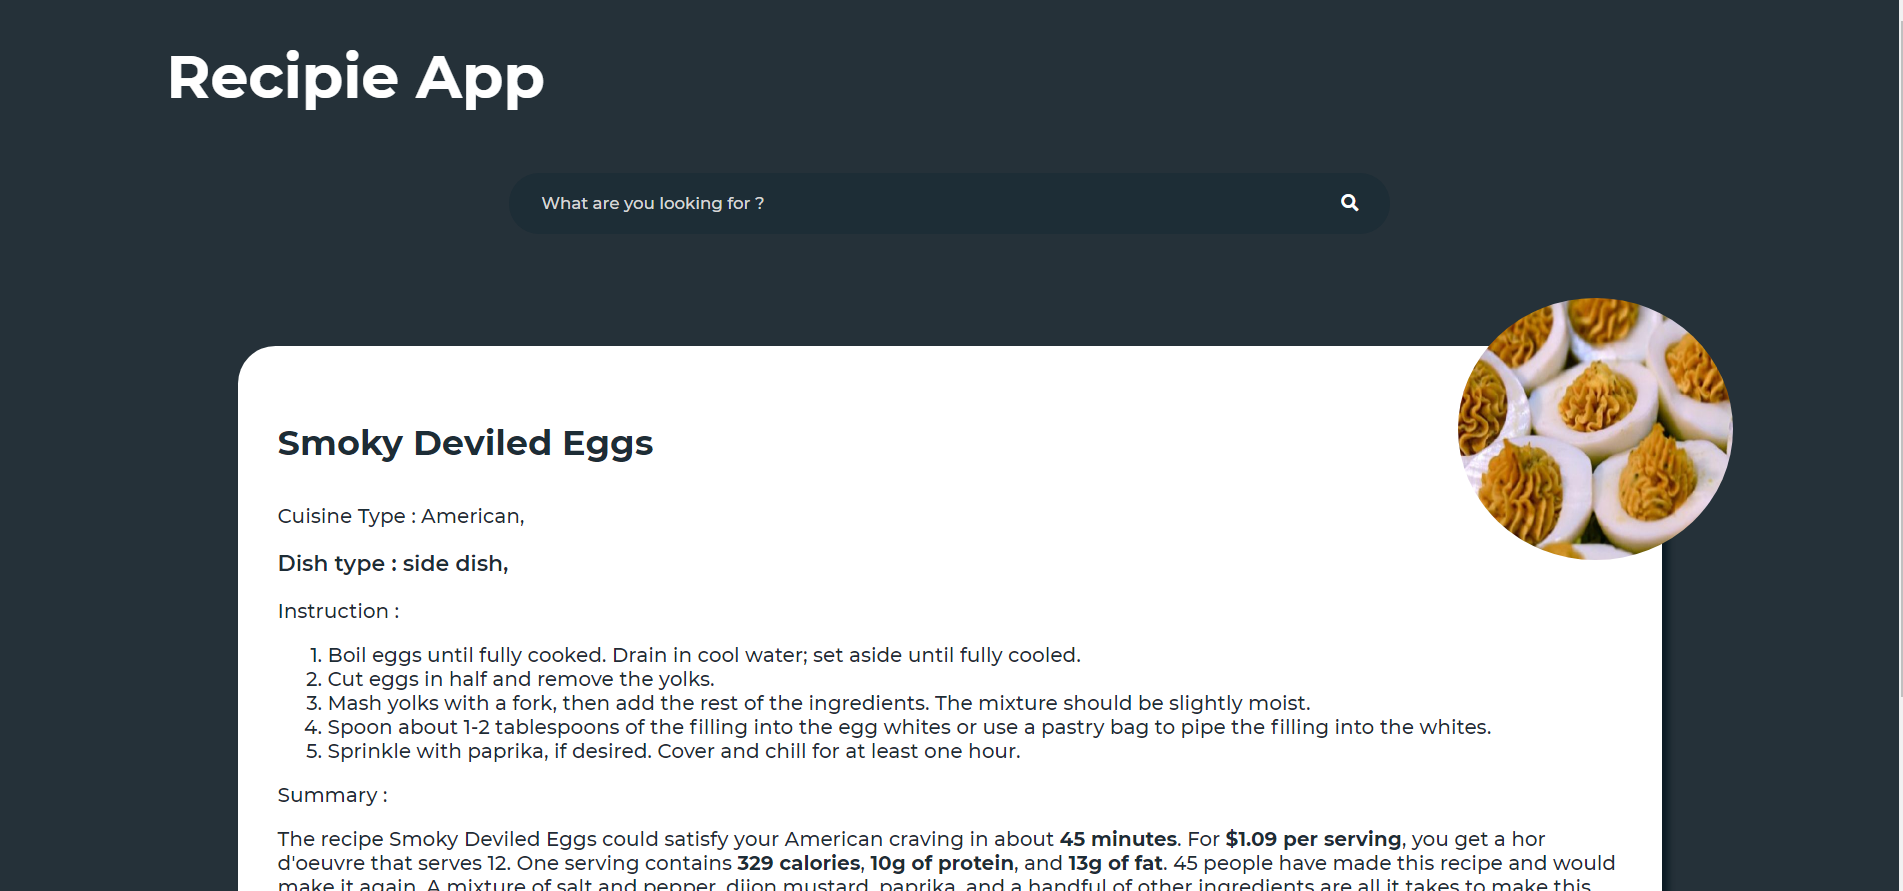 Recipie App
What are you looking for ?
Smoky Deviled Eggs
Cuisine Type : American,
Dish type : side dish,
Instruction :
1. Boil eggs until fully cooked. Drain in cool water; set aside until fully cooled.
2. Cut eggs in half and remove the yolks.
3. Mash yolks with a fork, then add the rest of the ingredients. The mixture should be slightly moist.
4. Spoon about 1-2 tablespoons of the filling into the egg whites or use a pastry bag to pipe the filling into the whites.
5. Sprinkle with paprika, if desired. Cover and chill for at least one hour.
Summary :
The recipe Smoky Deviled Eggs could satisfy your American craving in about 45 minutes. For $1.09 per serving, you get a hor
d'oeuvre that serves 12. One serving contains 329 calories, 10g of protein, and 13g of fat. 45 people have made this recipe and would
make it again. A mixture of salt and pepper, dijon mustard, paprika, and a handful of other ingredients are all it takes to make this